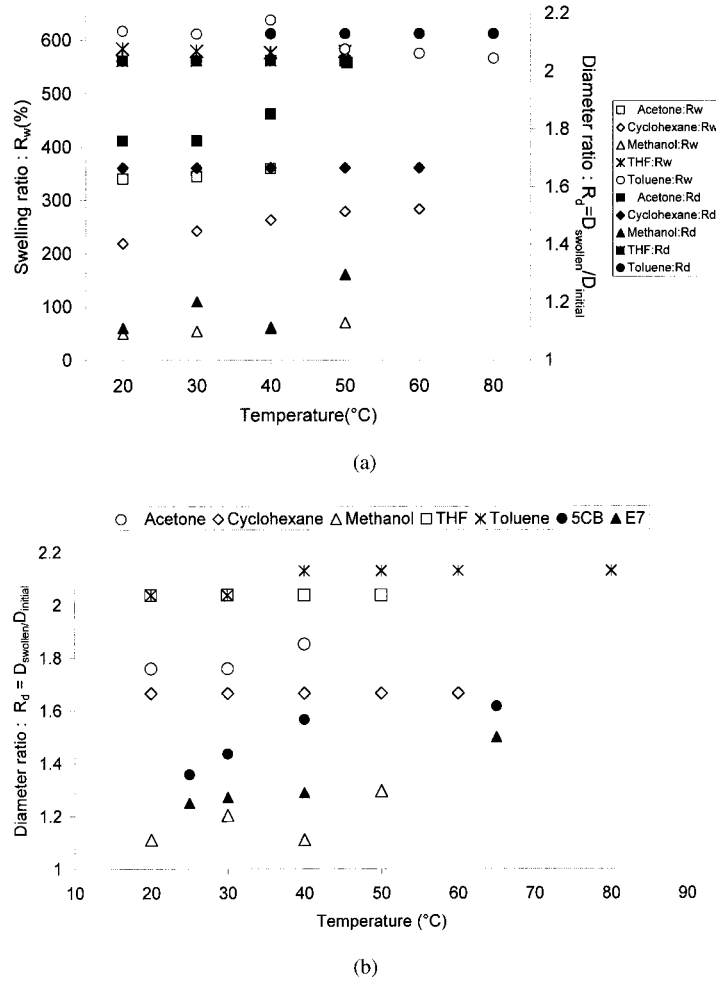 600
500
400
300
200
100
0
Swelling ratio : Rw(%)
2.2
2
1.8
1.6
1.4
1.2
1
Diameter ratio : Rd=Dswollen/Dinitial
20 30 40 50 60 80
Temperature(°C)
Acetone:Rw
Cyclohexane:Rw
Methanol:Rw
THF:Rw
Toluene:Rw
Acetone:Rd
Cyclohexane:Rd
Methanol:Rd
THF:Rd
Toluene:Rd
(a)
Acetone Cyclohexane Methanol THF Toluene 5CB E7
2.2
2
1.8
1.6
1.4
1.2
1
Diameter ratio : Rd = Dswollen/Dinitial
10 20 30 40 50 60 70 80 90
Temperature (°C)
(b)